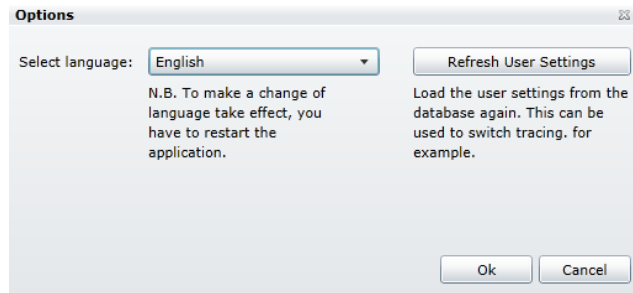 Options
Select language:
English
Refresh User Settings
N.B. To make a change of
language take effect, you
have to restart the
application.
Load the user settings from the
database again. This can be
used to switch tracing. for
example.
Ok
Cancel